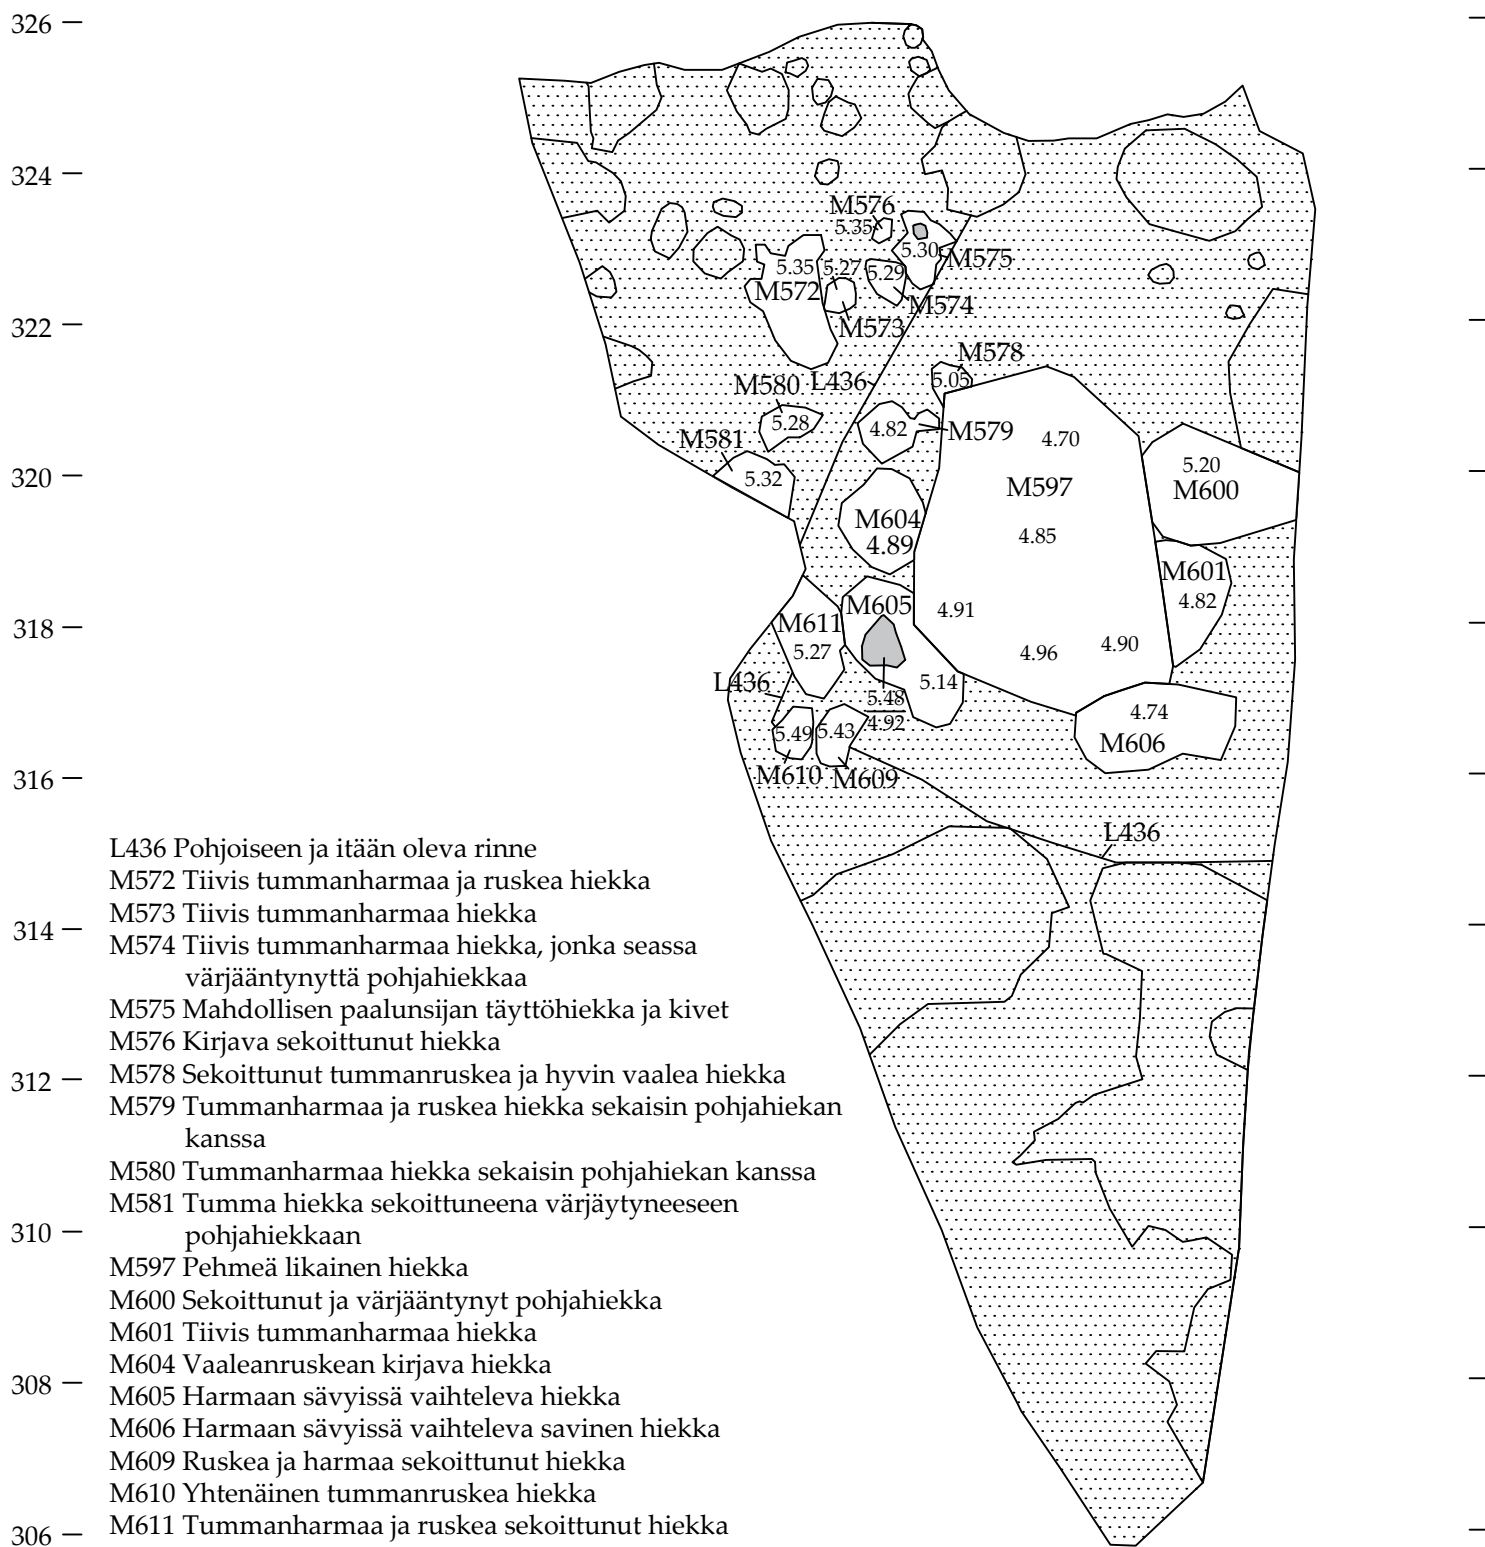 326
324
322
320
318
316
314
312
310
308
306
M576
5.35
5.30
M575
5.35
5.27
5.29
M572
M574
M573
M578
5.05
M580
L436
5.28
4.82
M579
4.70
M581
5.32
5.20
M600
M597
M604
4.89
4.85
M601
4.82
M605
4.91
M611
5.27
4.96
4.90
L436
5.14
5.48
4.92
4.74
M606
5.49
5.43
M610
M609
L436
L436 Pohjoiseen ja itään oleva rinne
M572 Tiivis tummanharmaa ja ruskea hiekka
M573 Tiivis tummanharmaa hiekka
M574 Tiivis tummanharmaa hiekka, jonka seassa
värjääntynyttä pohjahiekkaa
M575 Mahdollisen paalunsijan täyttöhiekka ja kivet
M576 Kirjava sekoittunut hiekka
M578 Sekoittunut tummanruskea ja hyvin vaalea hiekka
M579 Tummanharmaa ja ruskea hiekka sekaisin pohjahiekan
kanssa
M580 Tummanharmaa hiekka sekaisin pohjahiekan kanssa
M581 Tumma hiekka sekoittuneena värjäytyneeseen
pohjahiekkaan
M597 Pehmeä likainen hiekka
M600 Sekoittunut ja värjääntynyt pohjahiekka
M601 Tiivis tummanharmaa hiekka
M604 Vaaleanruskean kirjava hiekka
M605 Harmaan sävyissä vaihteleva hiekka
M606 Harmaan sävyissä vaihteleva savinen hiekka
M609 Ruskea ja harmaa sekoittunut hiekka
M610 Yhtenäinen tummanruskea hiekka
M611 Tummanharmaa ja ruskea sekoittunut hiekka